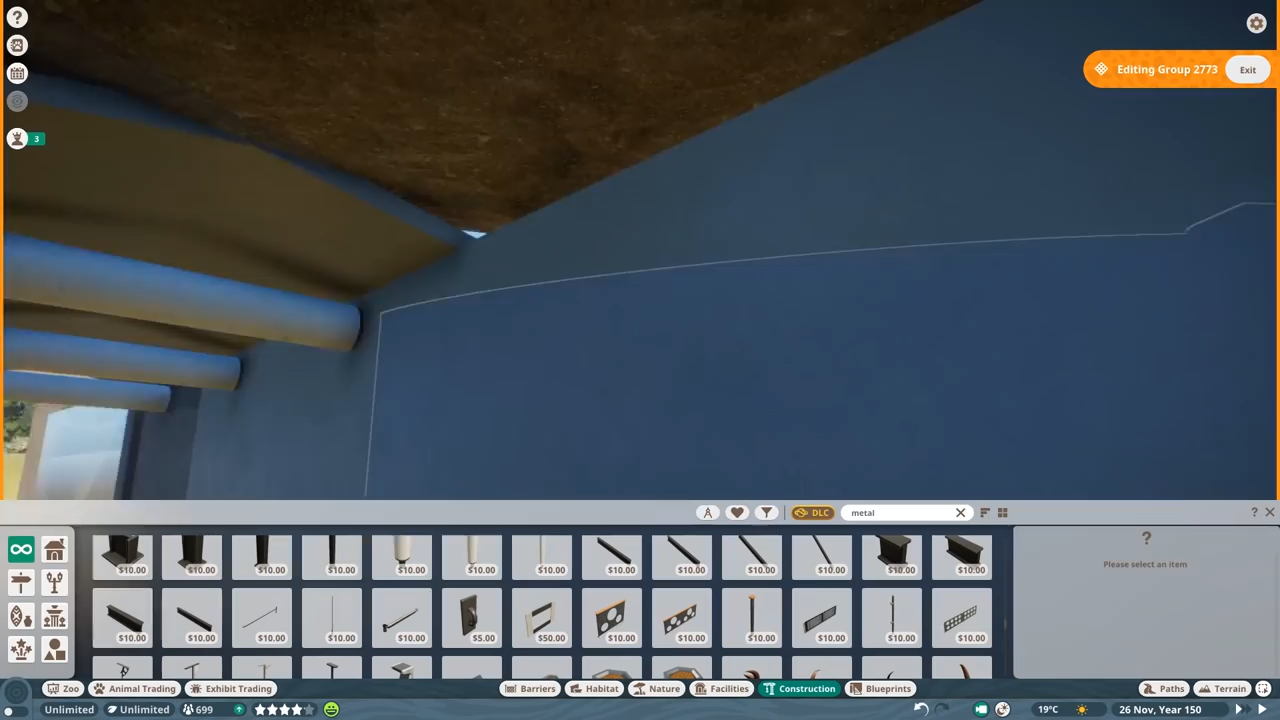 ?
Editing Group 2773
Exit
3
DLC
metal
?
$10.00 $10.00 $10.00 $10.00 $10.00 $10.00 $10.00 $10.00 $10.00 $10.00 $10.00 $10.00 $10.00
?
Please select an item
$10.00 $10.00 $10.00 $10.00 $10.00 $5.00 $50.00 $10.00 $10.00 $10.00 $10.00 $10.00 $10.00
Zoo Animal Trading Exhibit Trading Barriers Habitat Nature Facilities Construction Blueprints Paths Terrain
Unlimited Unlimited 699 19°C 26 Nov, Year 150